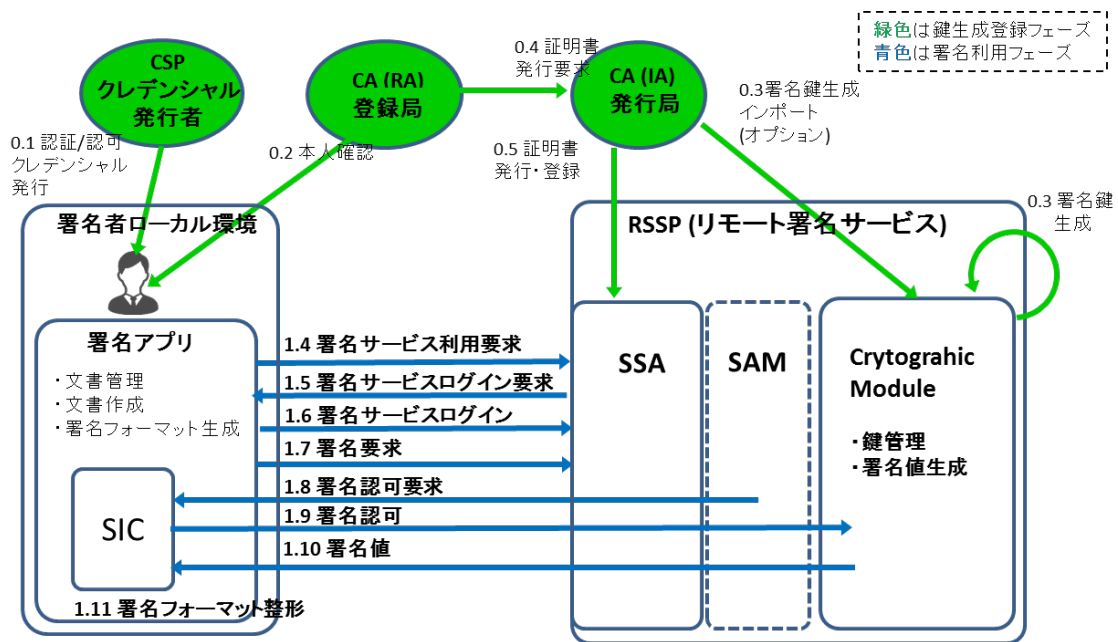 緑色は鍵生成登録フェーズ
青色は署名利用フェーズ
CSP
クレデンシャル
発行者
CA (RA)
登録局
0.4 証明書
発行要求
CA (IA)
発行局
0.3署名鍵生成
インポート
(オプション)
0.1 認証/認可
クレデンシャル
発行
0.2 本人確認
0.5 証明書
発行・登録
0.3 署名鍵
生成
署名者ローカル環境
RSSP (リモート署名サービス)
署名アプリ
・文書管理
・文書作成
・署名フォーマット生成
SIC
1.4 署名サービス利用要求
1.5 署名サービスログイン要求
1.6 署名サービスログイン
1.7 署名要求
1.8 署名認可要求
1.9 署名認可
1.10 署名値
1.11 署名フォーマット整形
SSA
SAM
Crytograhic
Module
・鍵管理
・署名値生成